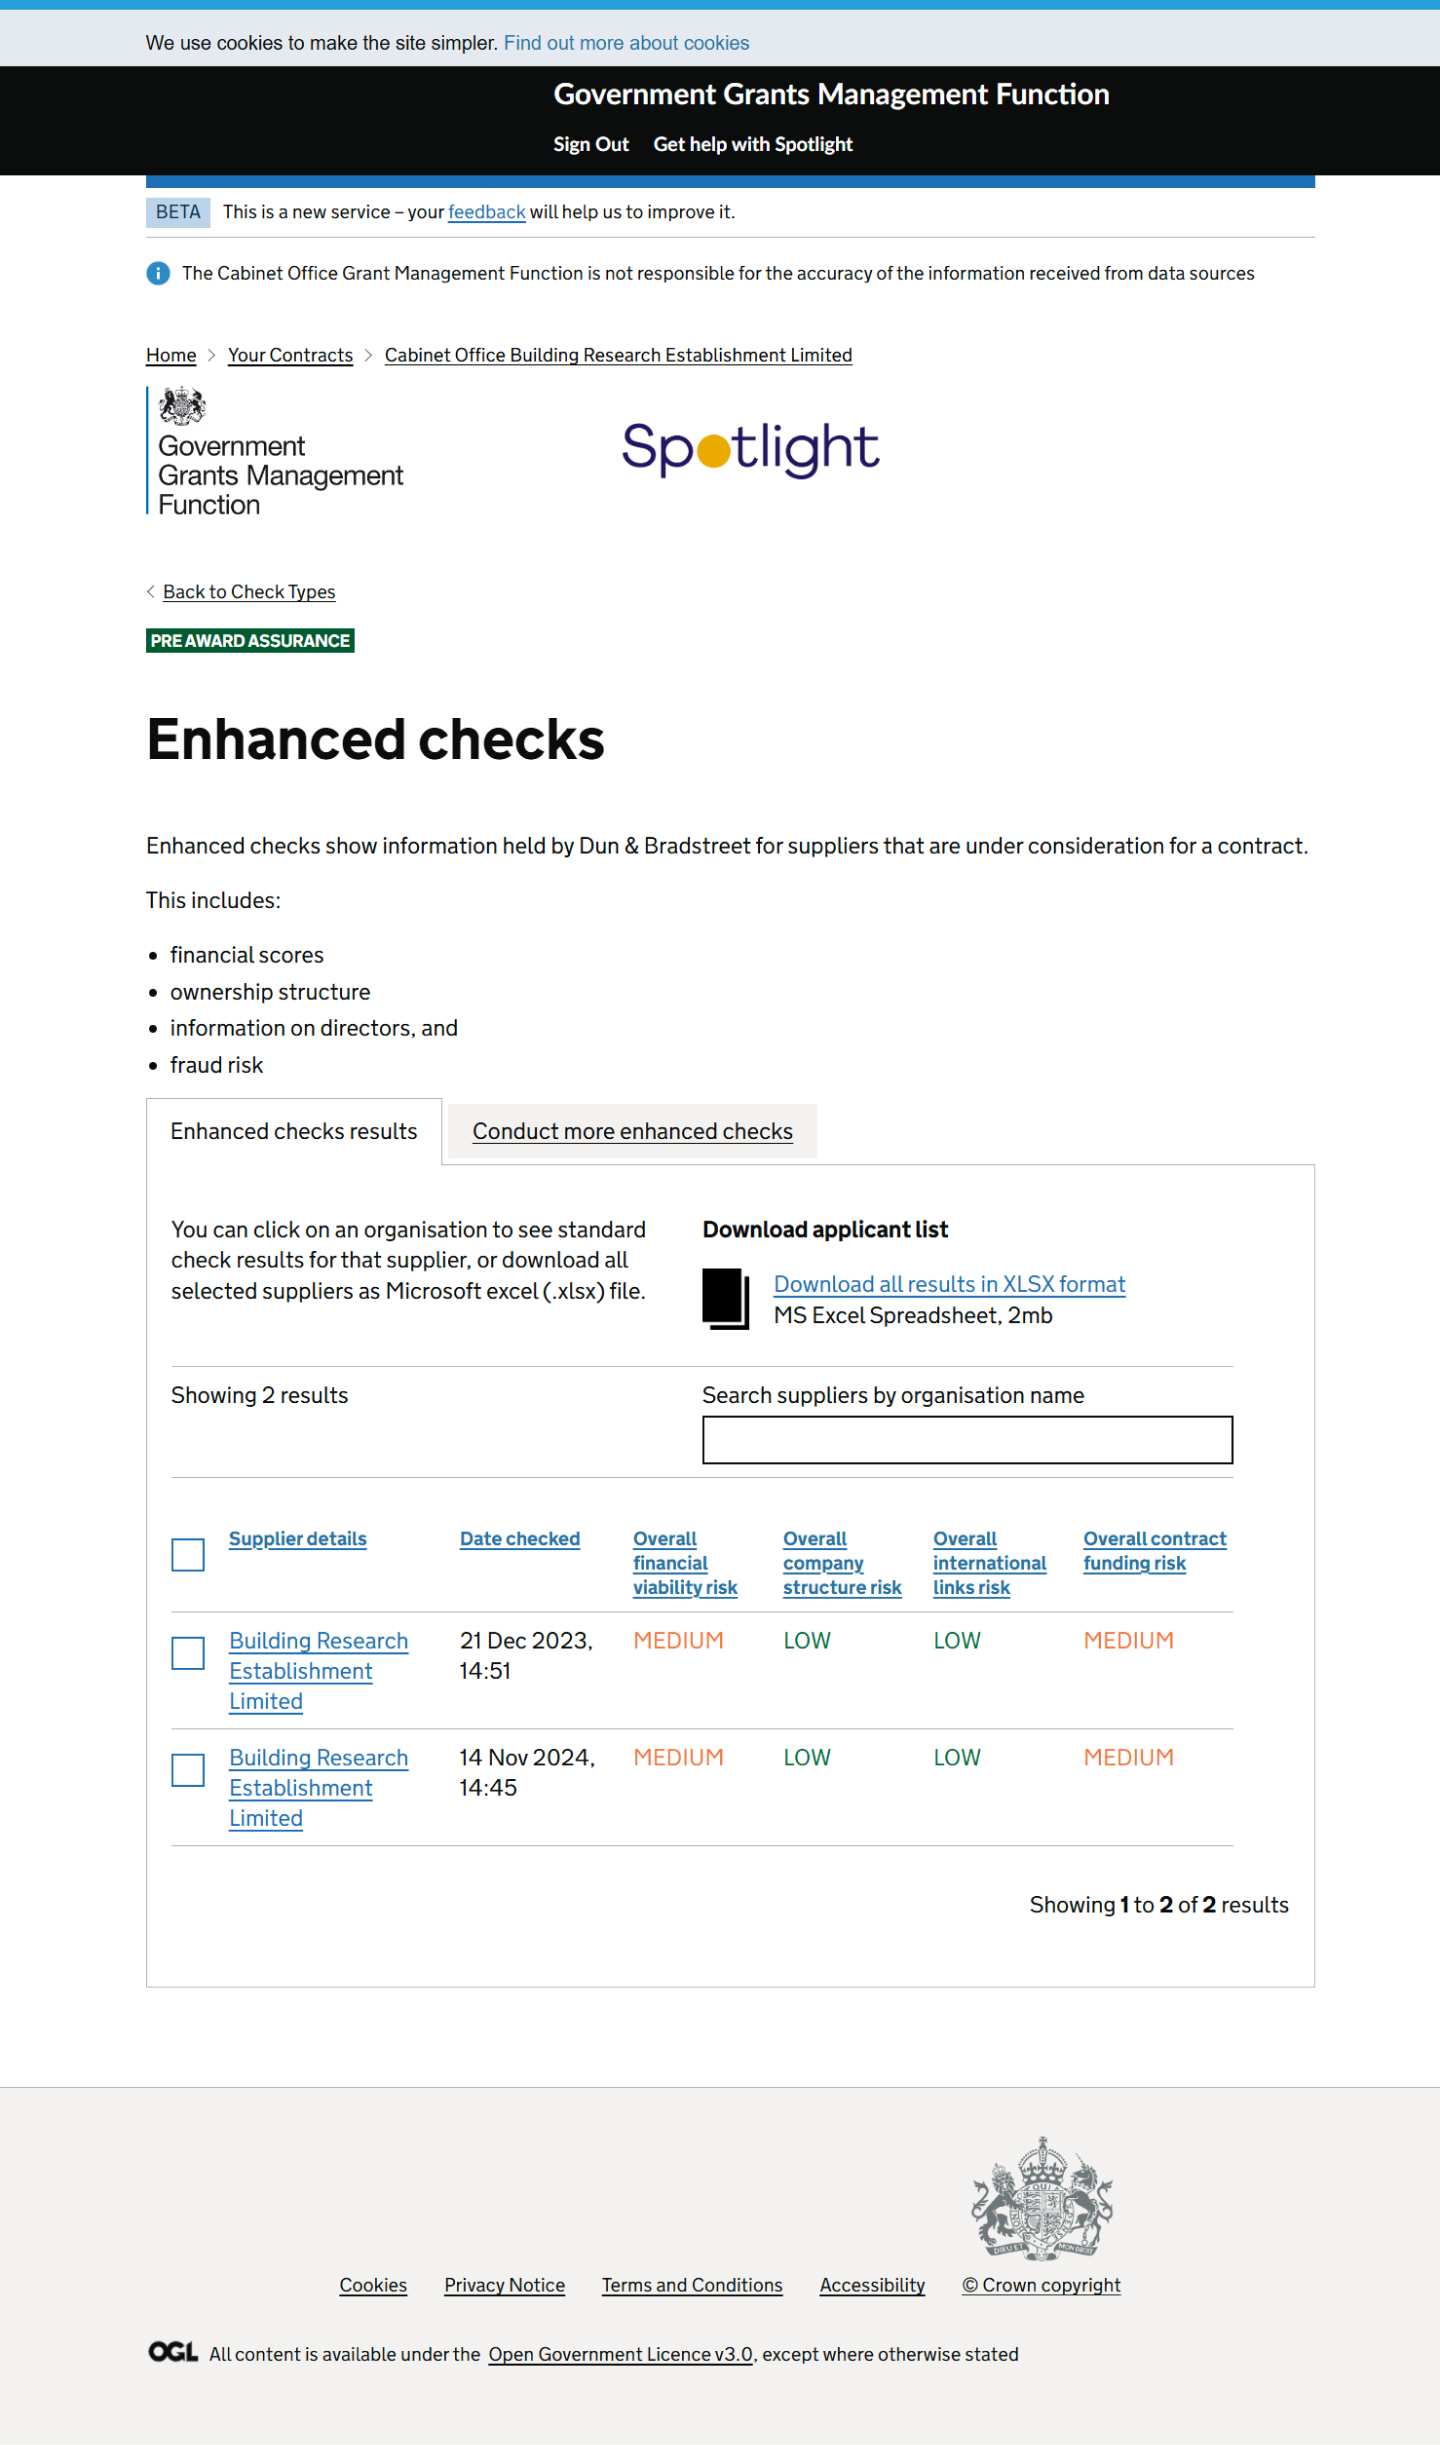 We use cookies to make the site simpler. Find out more about cookies
Government Grants Management Function
Sign Out Get help with Spotlight
BETA This is a new service – your feedback will help us to improve it.
The Cabinet Office Grant Management Function is not responsible for the accuracy of the information received from data sources
Home > Your Contracts > Cabinet Office Building Research Establishment Limited
Government
Grants Management
Function
Spotlight
Back to Check Types
PRE AWARD ASSURANCE
Enhanced checks
Enhanced checks show information held by Dun & Bradstreet for suppliers that are under consideration for a contract.
This includes:
• financial scores
• ownership structure
• information on directors, and
• fraud risk
Enhanced checks results Conduct more enhanced checks
You can click on an organisation to see standard
check results for that supplier, or download all
selected suppliers as Microsoft excel (.xlsx) file.
Download applicant list
Download all results in XLSX format
MS Excel Spreadsheet, 2mb
Showing 2 results
Search suppliers by organisation name
Supplier details Date checked Overall financial viability risk Overall company structure risk Overall international links risk Overall contract funding risk
Building Research Establishment Limited 21 Dec 2023, 14:51 MEDIUM LOW LOW MEDIUM
Building Research Establishment Limited 14 Nov 2024, 14:45 MEDIUM LOW LOW MEDIUM
Showing 1 to 2 of 2 results
DIEU ET MON DROIT
Cookies Privacy Notice Terms and Conditions Accessibility © Crown copyright
OGL All content is available under the Open Government Licence v3.0, except where otherwise stated